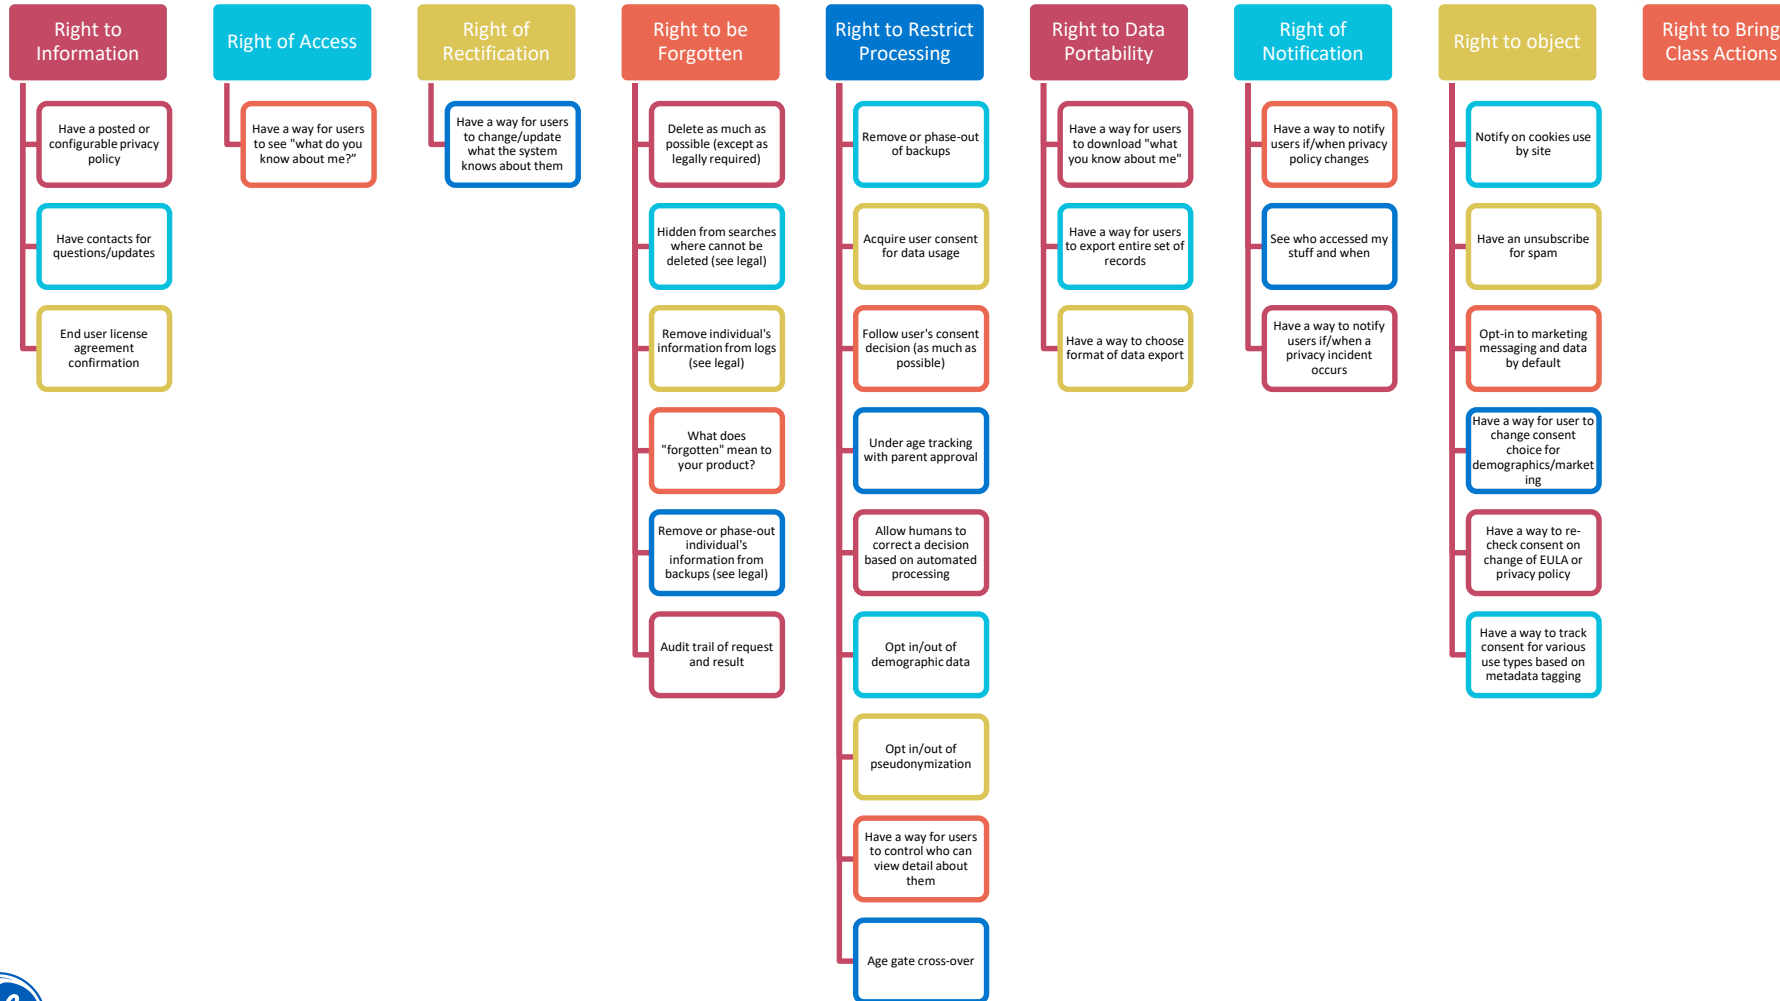 Right to
Information
Have a posted or
configurable privacy
policy
Have contacts for
questions/updates
End user license
agreement
confirmation
Right of Access
Have a way for users
to see "what do you
know about me?”
Right of
Rectification
Have a way for users
to change/update
what the system
knows about them
Right to be
Forgotten
Delete as much as
possible (except as
legally required)
Hidden from searches
where cannot be
deleted (see legal)
Remove individual's
information from logs
(see legal)
What does
"forgotten" mean to
your product?
Remove or phase-out
individual's
information from
backups (see legal)
Audit trail of request
and result
Right to Restrict
Processing
Remove or phase-out
of backups
Acquire user consent
for data usage
Follow user's consent
decision (as much as
possible)
Under age tracking
with parent approval
Allow humans to
correct a decision
based on automated
processing
Opt in/out of
demographic data
Opt in/out of
pseudonymization
Have a way for users
to control who can
view detail about
them
Age gate cross-over
Right to Data
Portability
Have a way for users
to download "what
you know about me"
Have a way for users
to export entire set of
records
Have a way to choose
format of data export
Right of
Notification
Have a way to notify
users if/when privacy
policy changes
See who accessed my
stuff and when
Have a way to notify
users if/when a
privacy incident
occurs
Right to object
Notify on cookies use
by site
Have an unsubscribe
for spam
Opt-in to marketing
messaging and data
by default
Have a way for user to
change consent
choice for
demographics/market
ing
Have a way to re-
check consent on
change of EULA or
privacy policy
Have a way to track
consent for various
use types based on
metadata tagging
Right to Bring
Class Actions